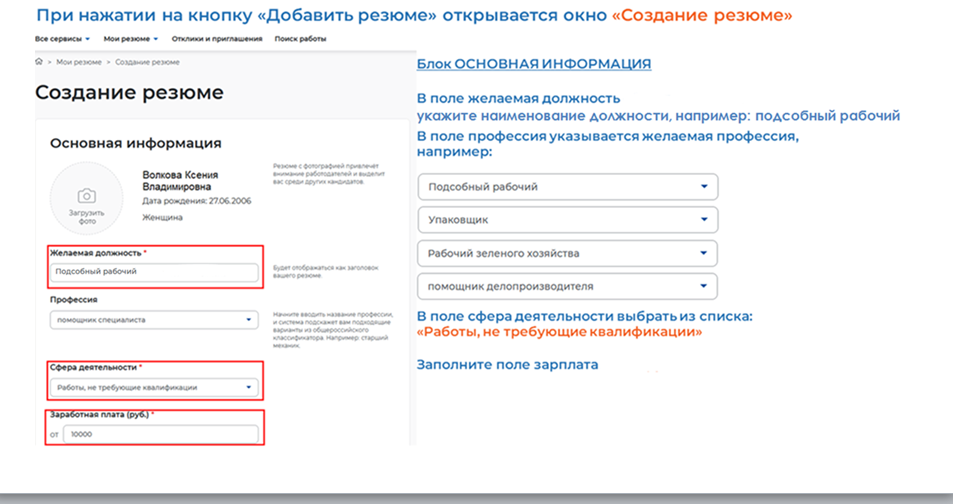 При нажатии на кнопку «Добавить резюме» открывается окно «Создание резюме»
Все сервисы Мои резюме Отклики и приглашения Поиск работы
> Мои резюме > Создание резюме
Создание резюме
Основная информация
Загрузить
фото
Волкова Ксения
Владимировна
Дата рождения: 27.06.2006
Женщина
Резюме с фотографией привлечет
внимание работодателей и выделит
вас среди других кандидатов.
Желаемая должность *
Подсобный рабочий
Будет отображаться как заголовок
вашего резюме.
Профессия
помощник специалиста
Начните вводить название профессии,
и система подскажет вам подходящие
варианты из общероссийского
классификатора. Например: старший
механик.
Сфера деятельности *
Работы, не требующие квалификации
Заработная плата (руб.) *
от 10000
Блок ОСНОВНАЯ ИНФОРМАЦИЯ
В поле желаемая должность
укажите наименование должности, например: подсобный рабочий
В поле профессия указывается желаемая профессия,
например:
Подсобный рабочий
Упаковщик
Рабочий зеленого хозяйства
помощник делопроизводителя
В поле сфера деятельности выбрать из списка:
«Работы, не требующие квалификации»
Заполните поле зарплата